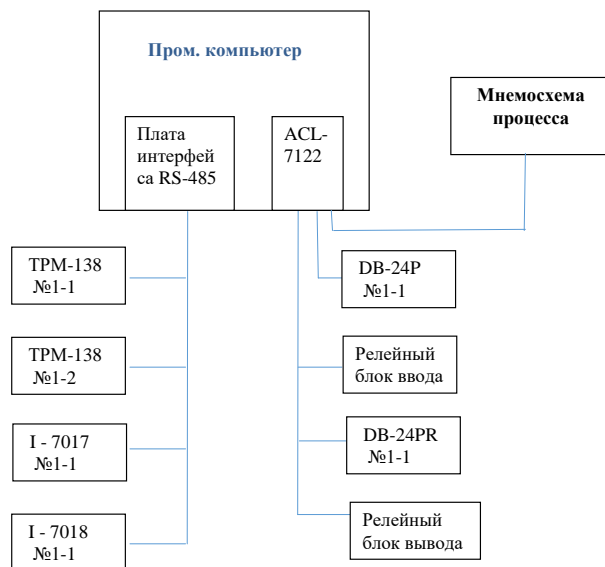 Пром. компьютер
Мнемосхема
процесса
Плата
интерфей
са RS-485
ACL-
7122
ТРМ-138
№1-1
DB-24P
№1-1
ТРМ-138
№1-2
Релейный
блок ввода
I - 7017
№1-1
DB-24PR
№1-1
I - 7018
№1-1
Релейный
блок вывода